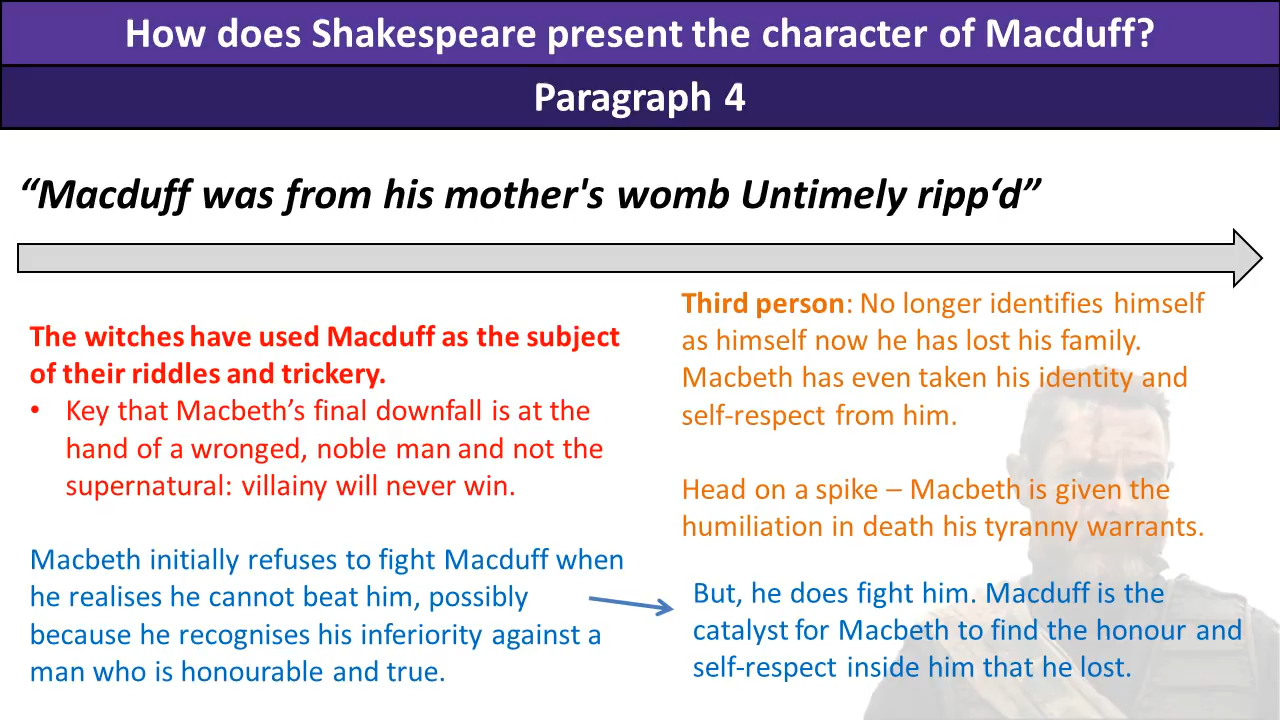 How does Shakespeare present the character of Macduff?
Paragraph 4
“Macduff was from his mother's womb Untimely ripp‘d”
The witches have used Macduff as the subject
of their riddles and trickery.
• Key that Macbeth’s final downfall is at the
hand of a wronged, noble man and not the
supernatural: villainy will never win.
Macbeth initially refuses to fight Macduff when
he realises he cannot beat him, possibly
because he recognises his inferiority against a
man who is honourable and true.
Third person: No longer identifies himself
as himself now he has lost his family.
Macbeth has even taken his identity and
self-respect from him.
Head on a spike – Macbeth is given the
humiliation in death his tyranny warrants.
But, he does fight him. Macduff is the
catalyst for Macbeth to find the honour and
self-respect inside him that he lost.